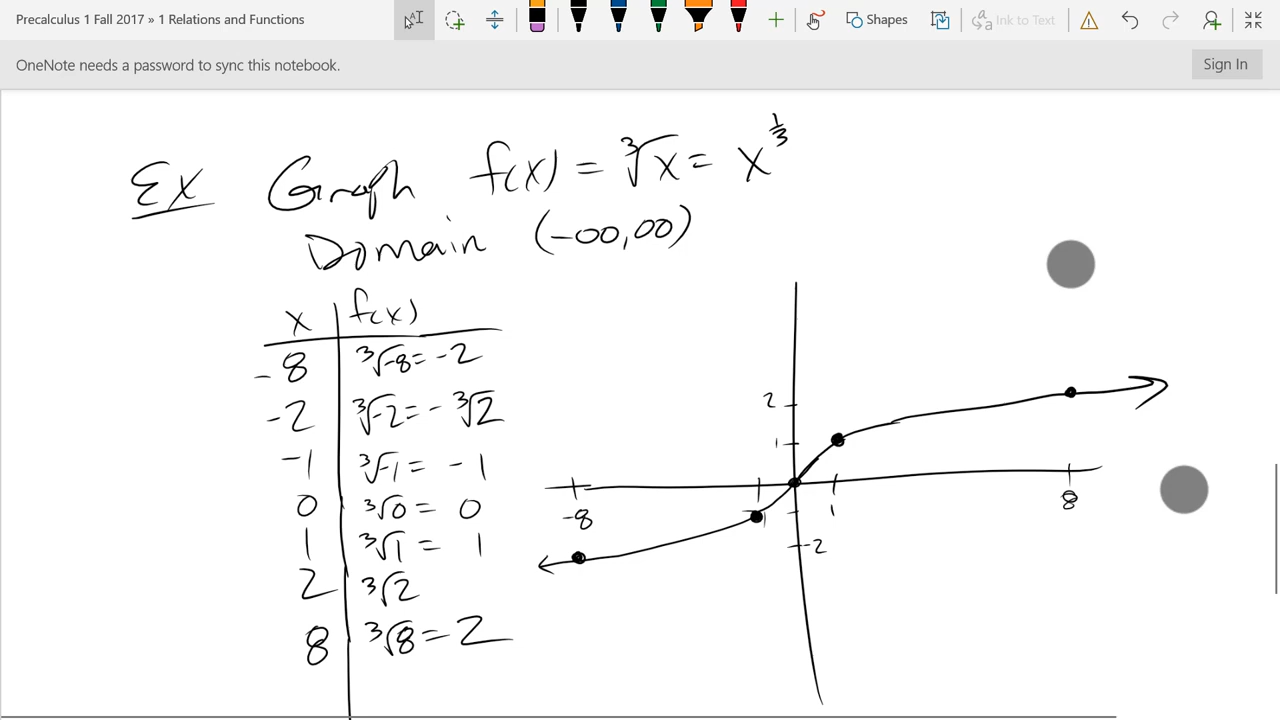 Precalculus 1 Fall 2017 » 1 Relations and Functions
Shapes
Ink to Text
OneNote needs a password to sync this notebook.
Sign In
Ex Graph f(x) = ∛x = x^(1/3)
Domain (-∞,∞)
x f(x)
-8 ∛-8 = -2
-2 ∛-2 = -∛2
-1 ∛-1 = -1
0 ∛0 = 0
1 ∛1 = 1
2 ∛2
8 ∛8 = 2
2
1
-8 -1 1 8
-2